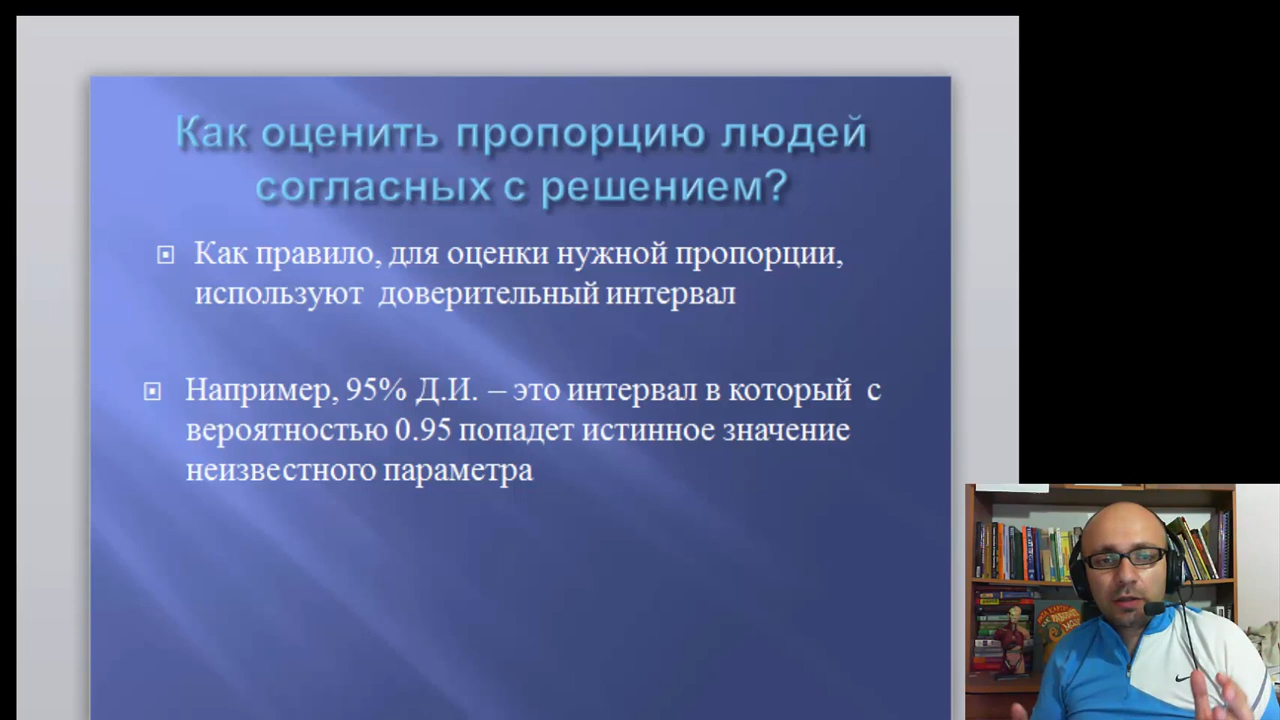 Как оценить пропорцию людей
согласных с решением?
Как правило, для оценки нужной пропорции,
используют доверительный интервал
Например, 95% Д.И. – это интервал в который с
вероятностью 0.95 попадет истинное значение
неизвестного параметра